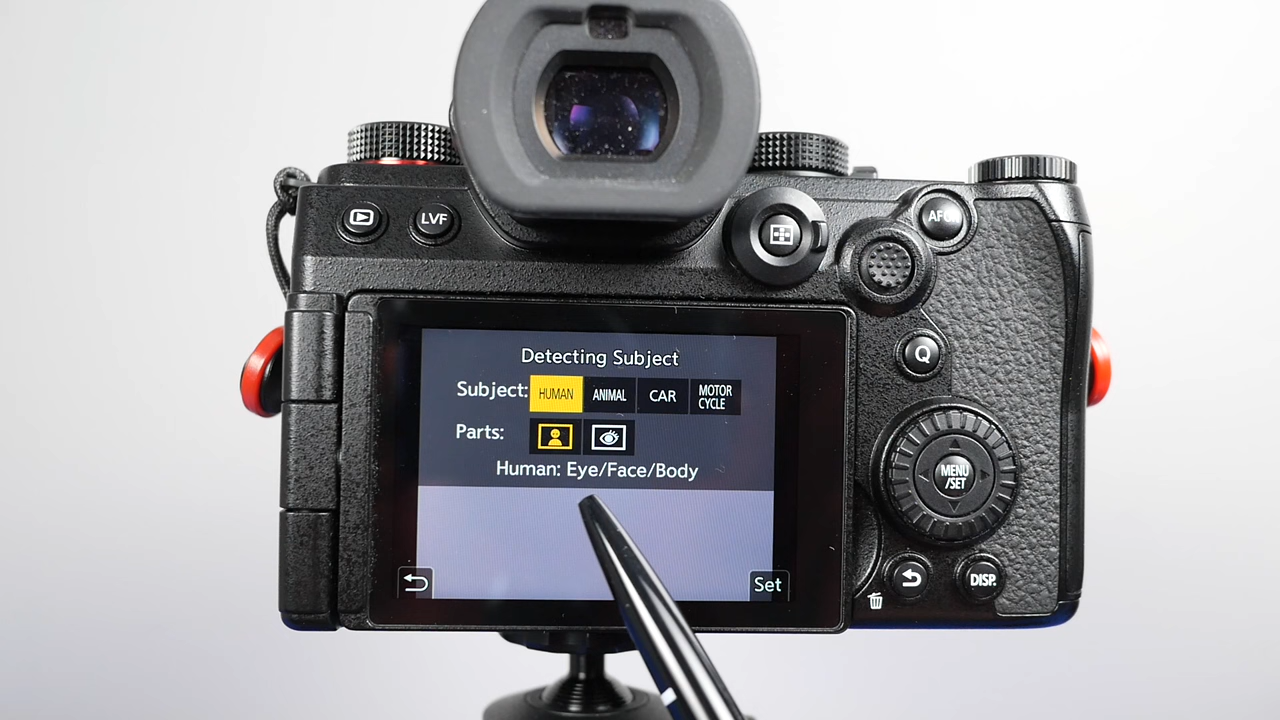 LVF
AF
Detecting Subject
Subject: HUMAN ANIMAL CAR MOTOR CYCLE
Parts:
Human: Eye/Face/Body
Set
Q
MENU
/SET
DISP.